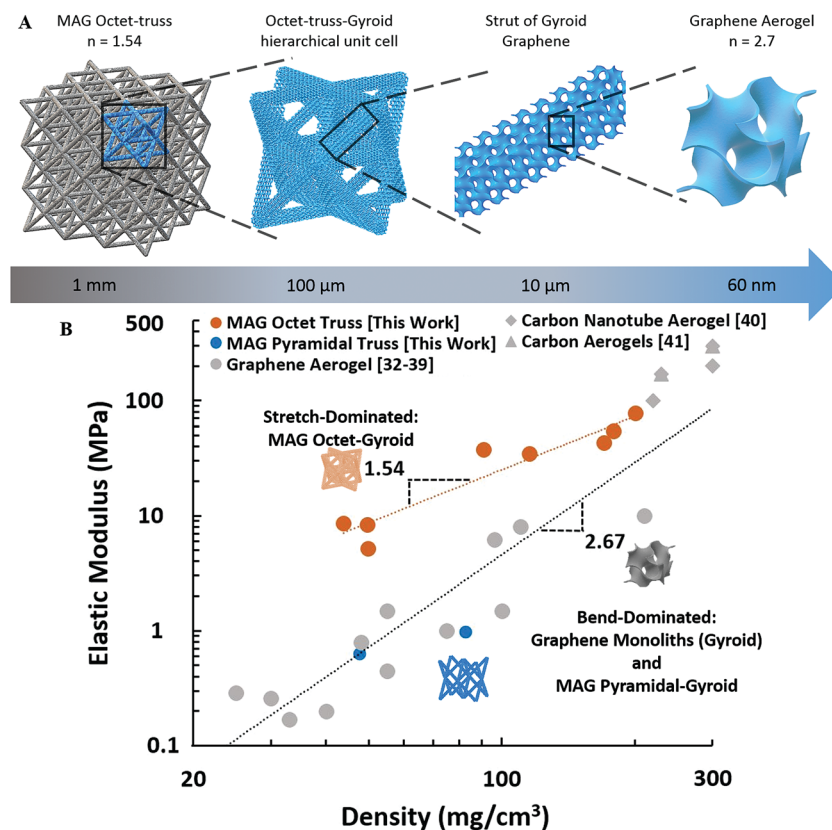 A
MAG Octet-truss
n = 1.54
Octet-truss-Gyroid
hierarchical unit cell
Strut of Gyroid
Graphene
Graphene Aerogel
n = 2.7
1 mm
100 µm
10 µm
60 nm
B
MAG Octet Truss [This Work]
MAG Pyramidal Truss [This Work]
Graphene Aerogel [32-39]
Carbon Nanotube Aerogel [40]
Carbon Aerogels [41]
Stretch-Dominated:
MAG Octet-Gyroid
1.54
2.67
Bend-Dominated:
Graphene Monoliths (Gyroid)
and
MAG Pyramidal-Gyroid
Elastic Modulus (MPa)
500
100
10
1
0.1
20
100
300
Density (mg/cm³)